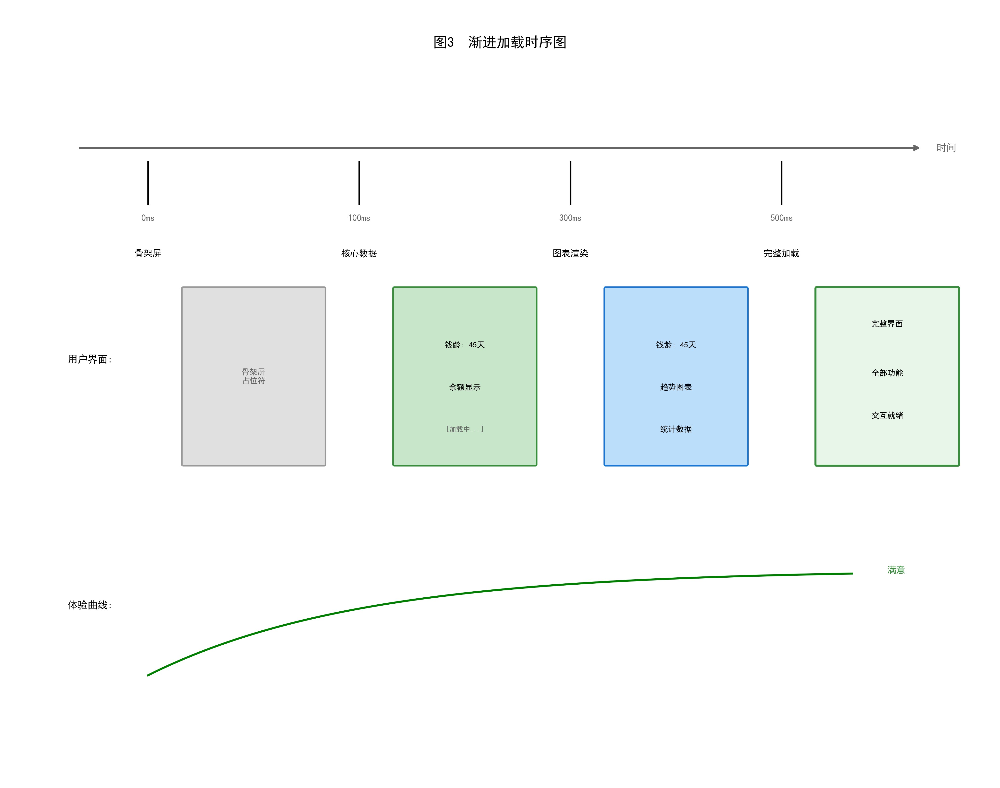 图3  渐进加载时序图
时间
0ms
100ms
300ms
500ms
骨架屏
核心数据
图表渲染
完整加载
用户界面:
骨架屏
占位符
钱龄: 45天
余额显示
[加载中...]
钱龄: 45天
趋势图表
统计数据
完整界面
全部功能
交互就绪
体验曲线:
满意